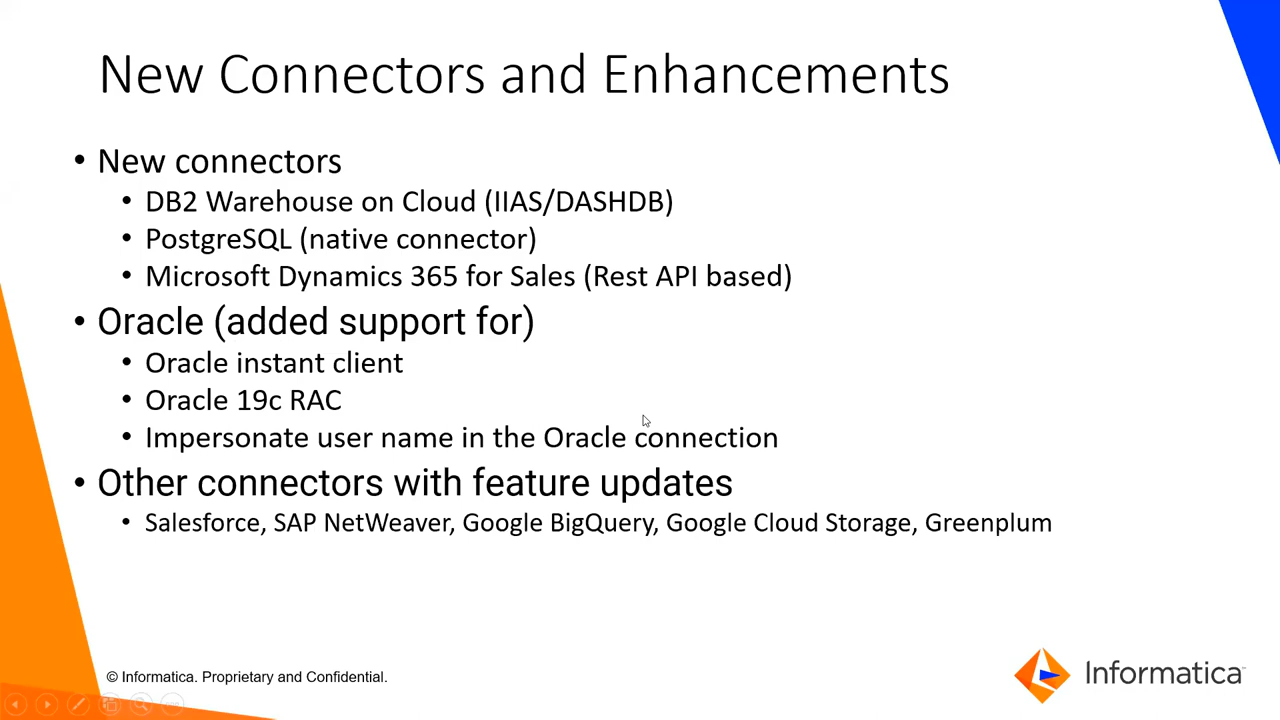 New Connectors and Enhancements
• New connectors
• DB2 Warehouse on Cloud (IIAS/DASHDB)
• PostgreSQL (native connector)
• Microsoft Dynamics 365 for Sales (Rest API based)
• Oracle (added support for)
• Oracle instant client
• Oracle 19c RAC
• Impersonate user name in the Oracle connection
• Other connectors with feature updates
• Salesforce, SAP NetWeaver, Google BigQuery, Google Cloud Storage, Greenplum
© Informatica. Proprietary and Confidential.
Informatica